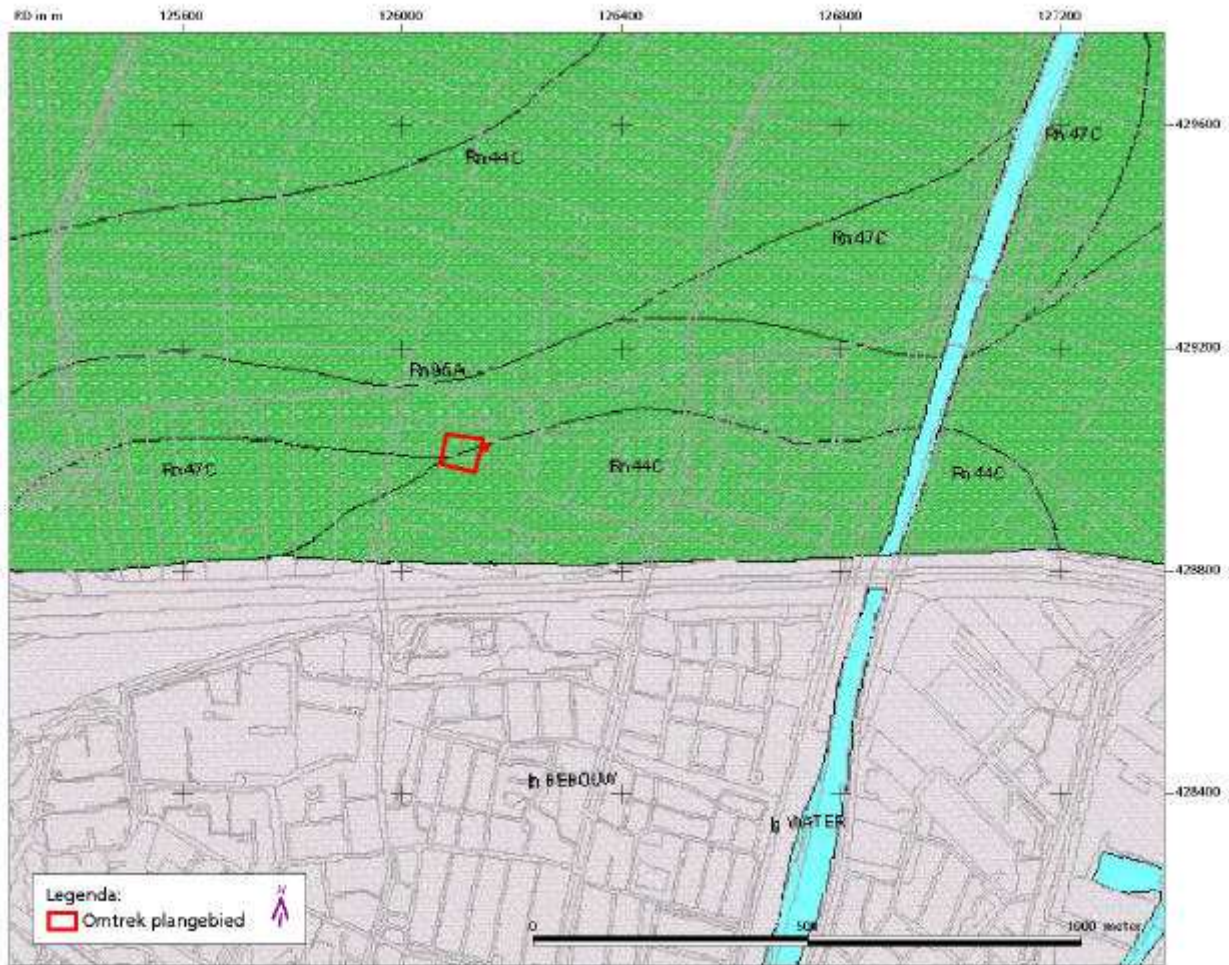 RD in m 125600 126000 126400 126800 127200
429600
Rn47C
Rn44C
Rn47C
429200
Rn95A
Rn47C
Rn44C
Rn44C
428800
h BEBOUW
428400
g WATER
Legenda:
N
Omtrek plangebied
0 500 1000 meter